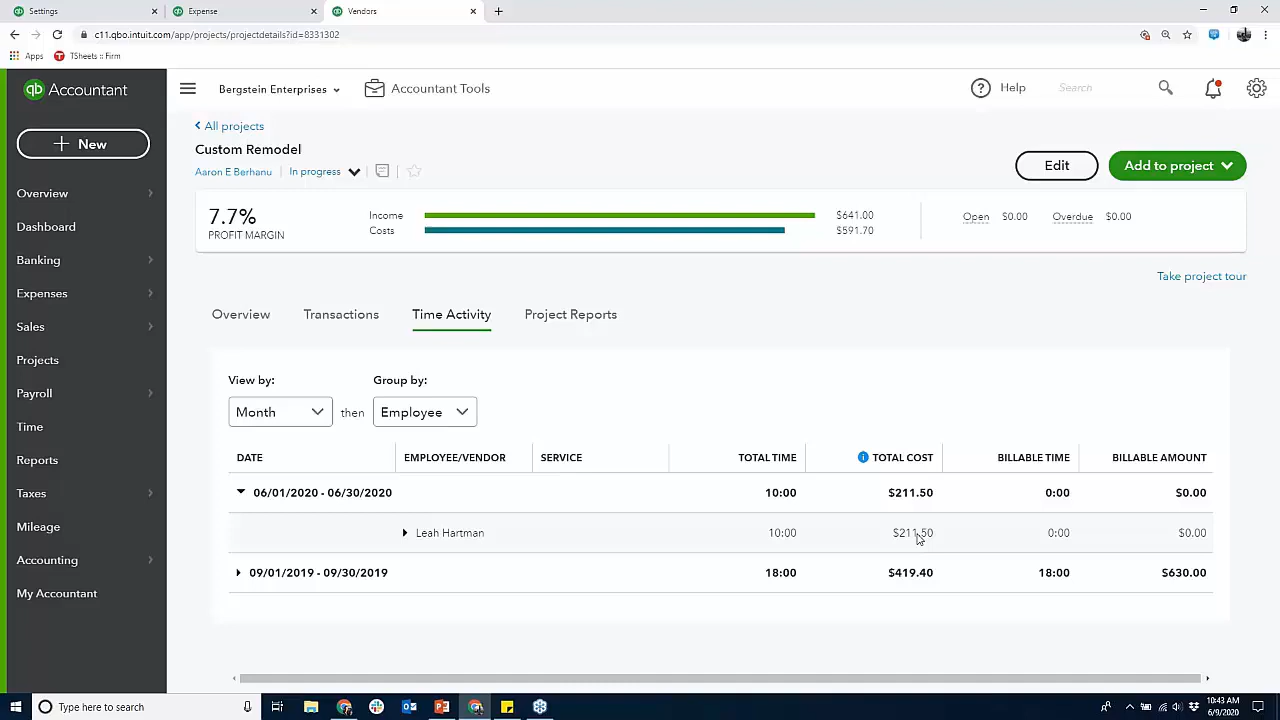 Settings
Expense
Vendors
c11.qbo.intuit.com/app/projects/projectdetails?id=8331302
Apps
TSheets :: Firm
qb Accountant
Bergstein Enterprises
Accountant Tools
Help
Search
+ New
Overview
Dashboard
Banking
Expenses
Sales
Projects
Payroll
Time
Reports
Taxes
Mileage
Accounting
My Accountant
All projects
Custom Remodel
Aaron E Berhanu
In progress
Edit
Add to project
7.7%
PROFIT MARGIN
Income $641.00
Costs $591.70
Open $0.00 Overdue $0.00
Take project tour
Overview Transactions Time Activity Project Reports
View by: Group by:
Month then Employee
DATE EMPLOYEE/VENDOR SERVICE TOTAL TIME TOTAL COST BILLABLE TIME BILLABLE AMOUNT
06/01/2020 - 06/30/2020 10:00 $211.50 0:00 $0.00
Leah Hartman 10:00 $211.50 0:00 $0.00
09/01/2019 - 09/30/2019 18:00 $419.40 18:00 $630.00
Type here to search
10:43 AM
6/9/2020